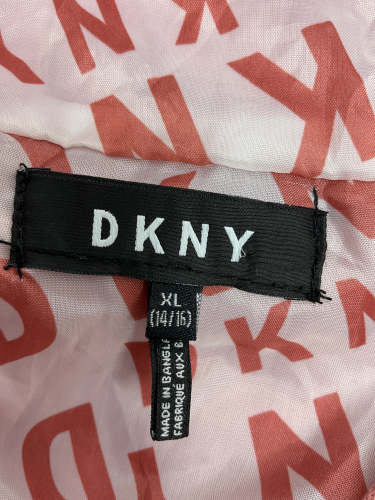 DKNY
XL
(14/16)
MADE IN BANGLA
FABRIQUÉ AUX B